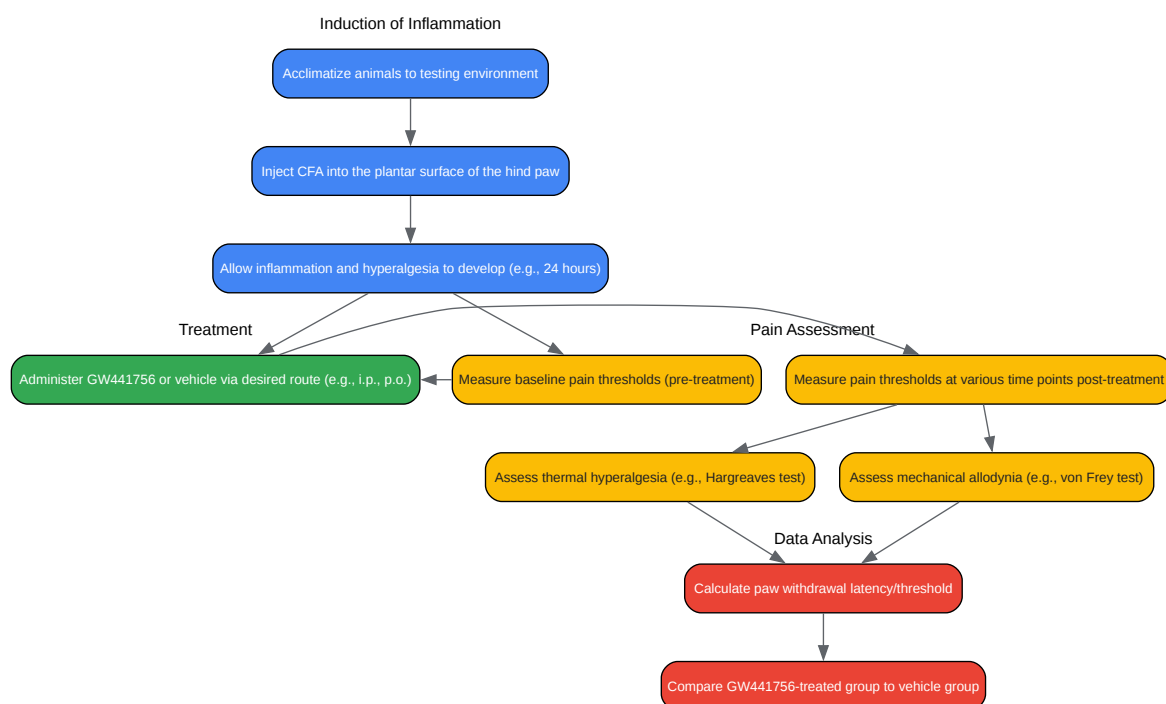 Induction of Inflammation
Acclimatize animals to testing environment
Inject CFA into the plantar surface of the hind paw
Allow inflammation and hyperalgesia to develop (e.g., 24 hours)
Treatment
Pain Assessment
Administer GW441756 or vehicle via desired route (e.g., i.p., p.o.)
Measure baseline pain thresholds (pre-treatment)
Measure pain thresholds at various time points post-treatment
Assess thermal hyperalgesia (e.g., Hargreaves test)
Assess mechanical allodynia (e.g., von Frey test)
Data Analysis
Calculate paw withdrawal latency/threshold
Compare GW441756-treated group to vehicle group